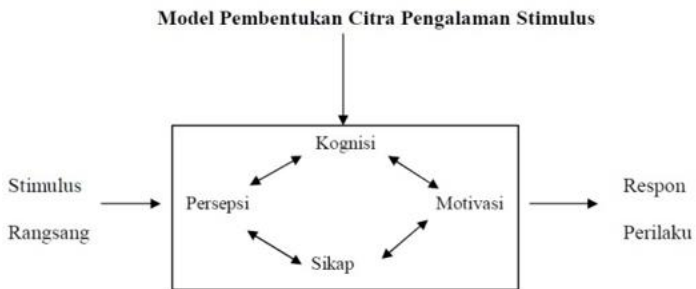 Model Pembentukan Citra Pengalaman Stimulus
Kognisi
Stimulus
Rangsang
Persepsi
Motivasi
Sikap
Respon
Perilaku